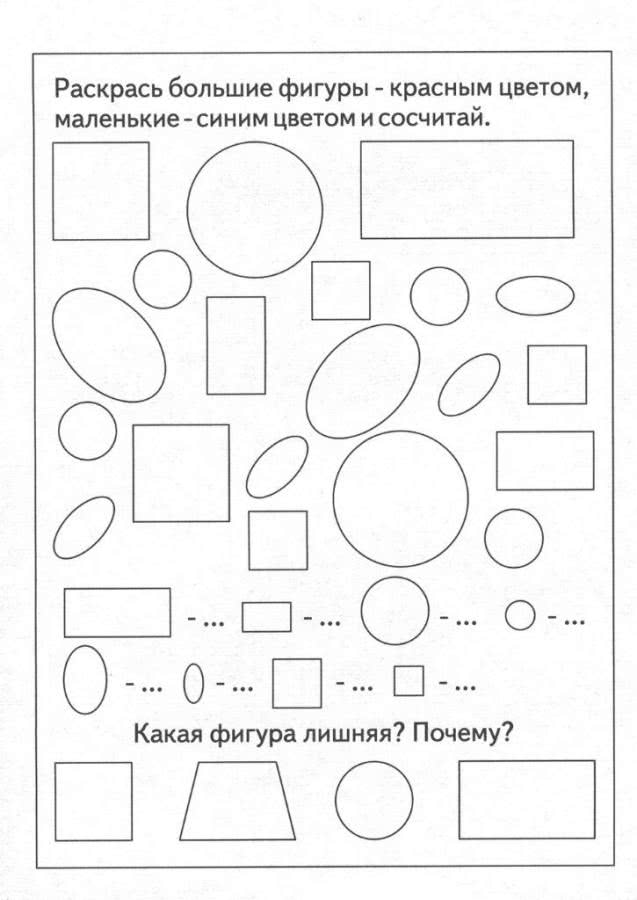 Раскрась большие фигуры - красным цветом,
маленькие - синим цветом и сосчитай.
- ... - ... - ... - ...
- ... - ... - ... - ...
Какая фигура лишняя? Почему?